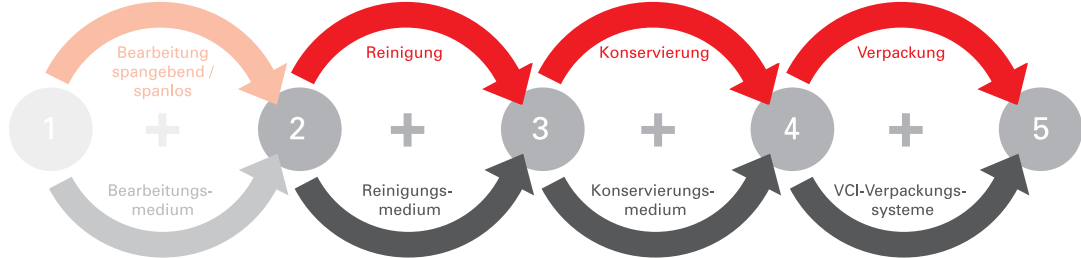 Bearbeitung
spangebend /
spanlos
Reinigung
Konservierung
Verpackung
1
2
3
4
5
Bearbeitungs-
medium
Reinigungs-
medium
Konservierungs-
medium
VCI-Verpackungs-
systeme